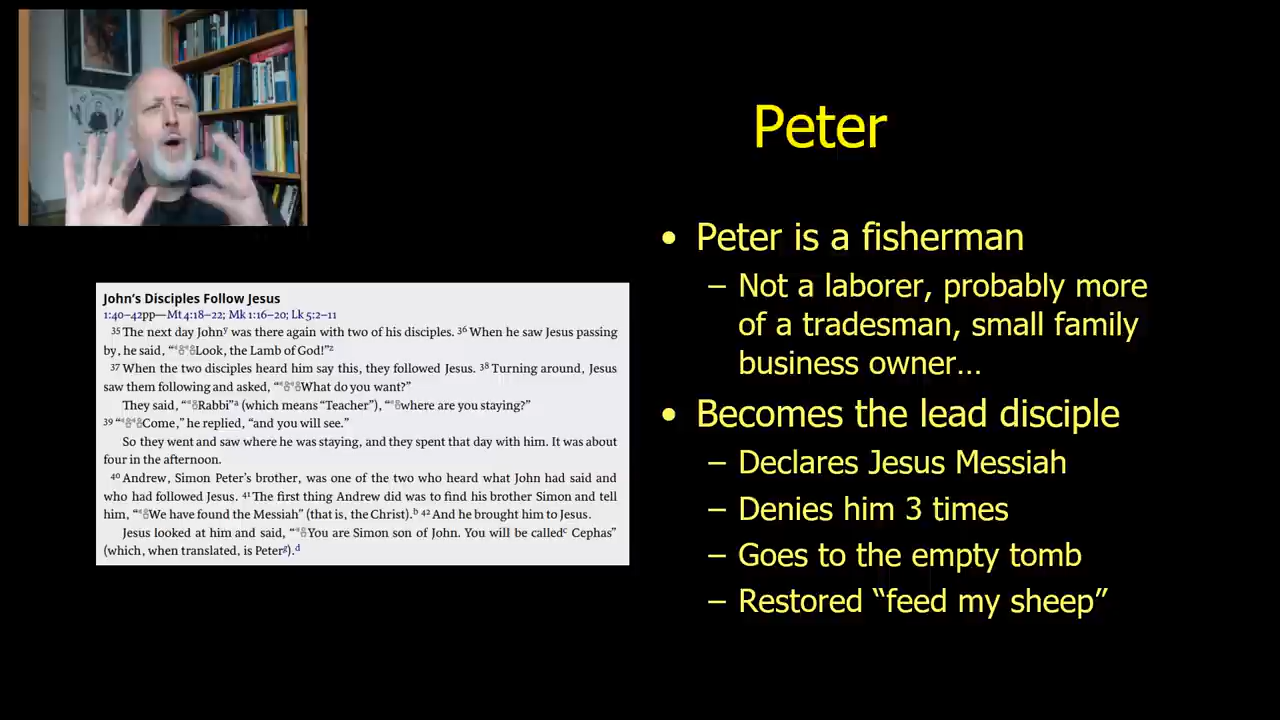 Peter
• Peter is a fisherman
– Not a laborer, probably more
of a tradesman, small family
business owner…
• Becomes the lead disciple
– Declares Jesus Messiah
– Denies him 3 times
– Goes to the empty tomb
– Restored “feed my sheep”
John’s Disciples Follow Jesus
1:40–42pp—Mt 4:18–22; Mk 1:16–20; Lk 5:2–11
35 The next day John y was there again with two of his disciples. 36 When he saw Jesus passing
by, he said, “Look, the Lamb of God!” z
37 When the two disciples heard him say this, they followed Jesus. 38 Turning around, Jesus
saw them following and asked, “What do you want?”
They said, “Rabbi” a (which means “Teacher”), “where are you staying?”
39 “Come,” he replied, “and you will see.”
So they went and saw where he was staying, and they spent that day with him. It was about
four in the afternoon.
40 Andrew, Simon Peter’s brother, was one of the two who heard what John had said and
who had followed Jesus. 41 The first thing Andrew did was to find his brother Simon and tell
him, “We have found the Messiah” (that is, the Christ). b 42 And he brought him to Jesus.
Jesus looked at him and said, “You are Simon son of John. You will be called c Cephas”
(which, when translated, is Peter g). d